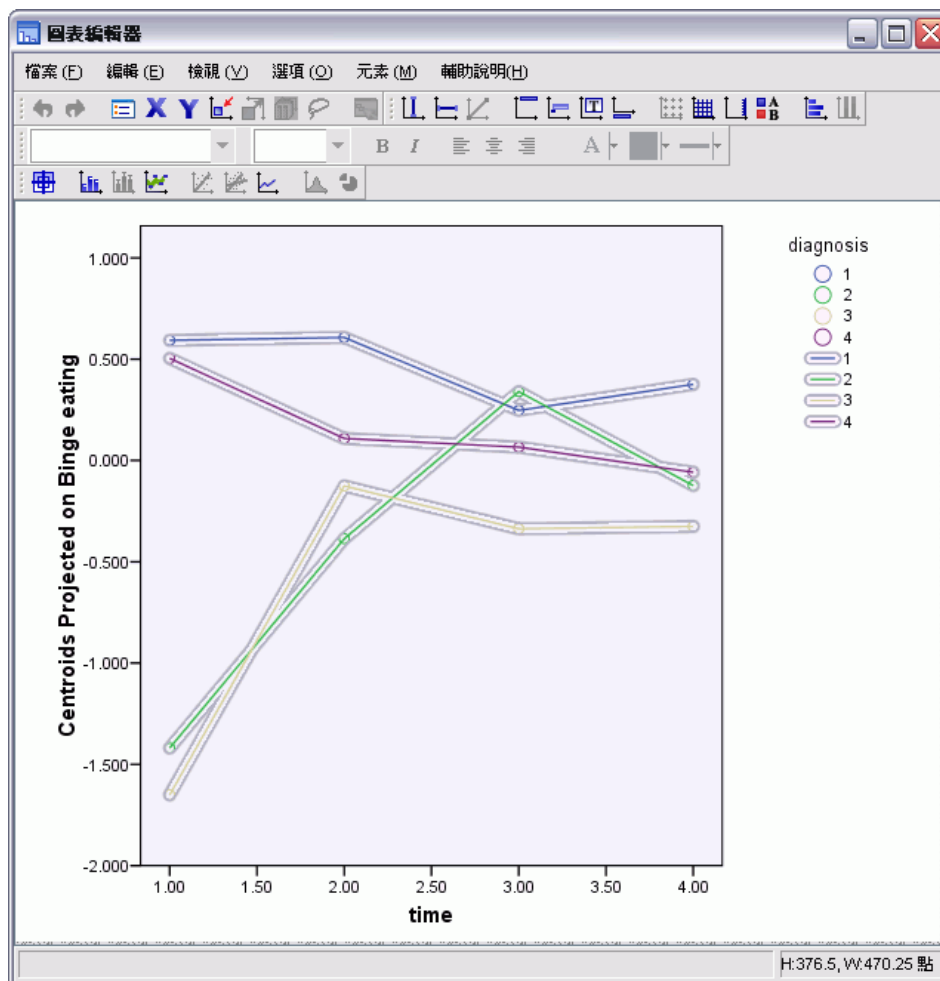 圖表編輯器
檔案(F) 編輯(E) 檢視(V) 選項(O) 元素(M) 輔助說明(H)
X Y T A B
B I A
Centroids Projected on Binge eating
1.000
0.500
0.000
-0.500
-1.000
-1.500
-2.000
1.00 1.50 2.00 2.50 3.00 3.50 4.00
time
diagnosis
1
2
3
4
1
2
3
4
H:376.5, W:470.25 點